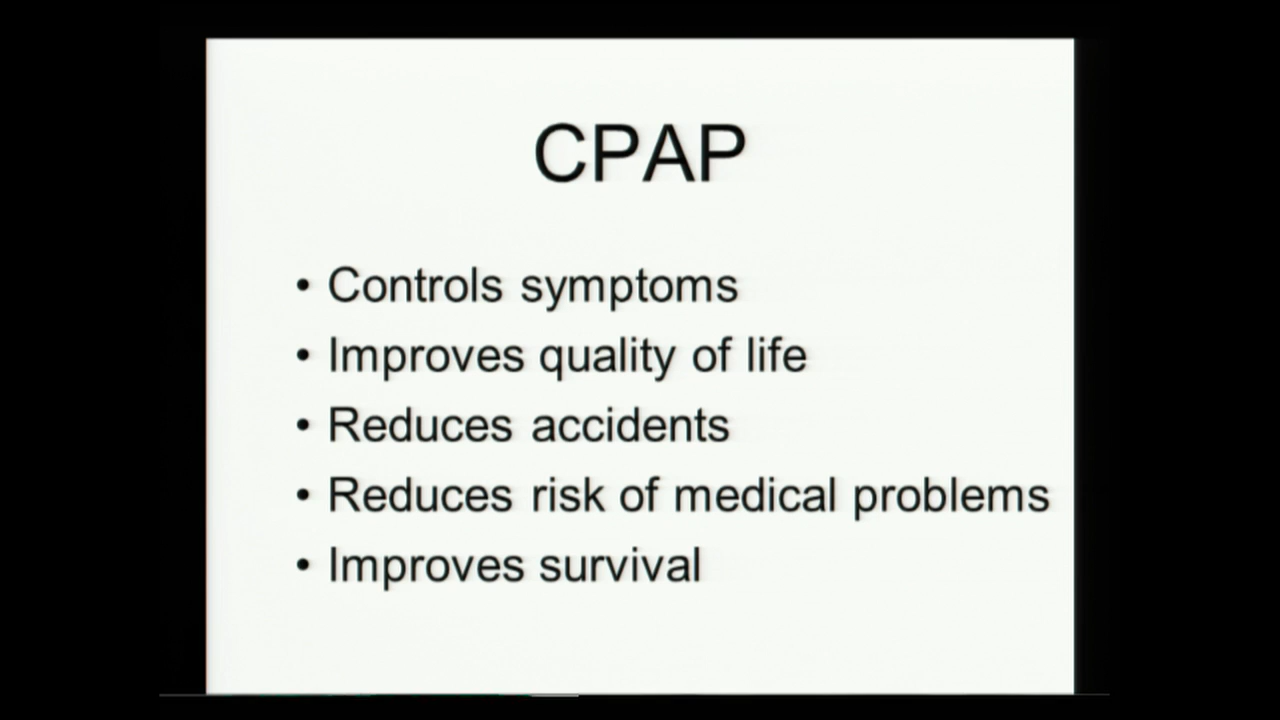 CPAP
• Controls symptoms
• Improves quality of life
• Reduces accidents
• Reduces risk of medical problems
• Improves survival